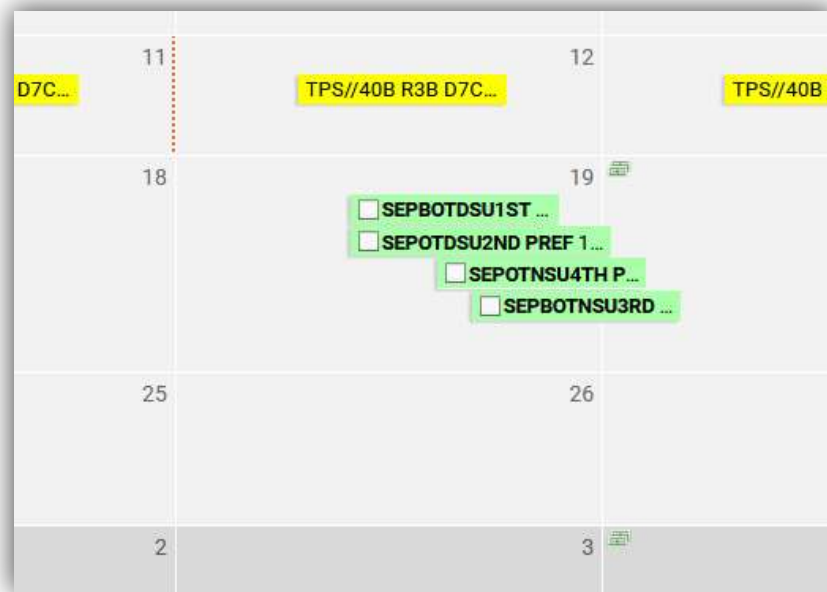 11
12
D7C...
TPS//40B R3B D7C...
TPS//40B
18
19
SEPBOTDSU1ST ...
SEPOTDSU2ND PREF 1...
SEPOTNSU4TH P...
SEPBOTNSU3RD ...
25
26
2
3